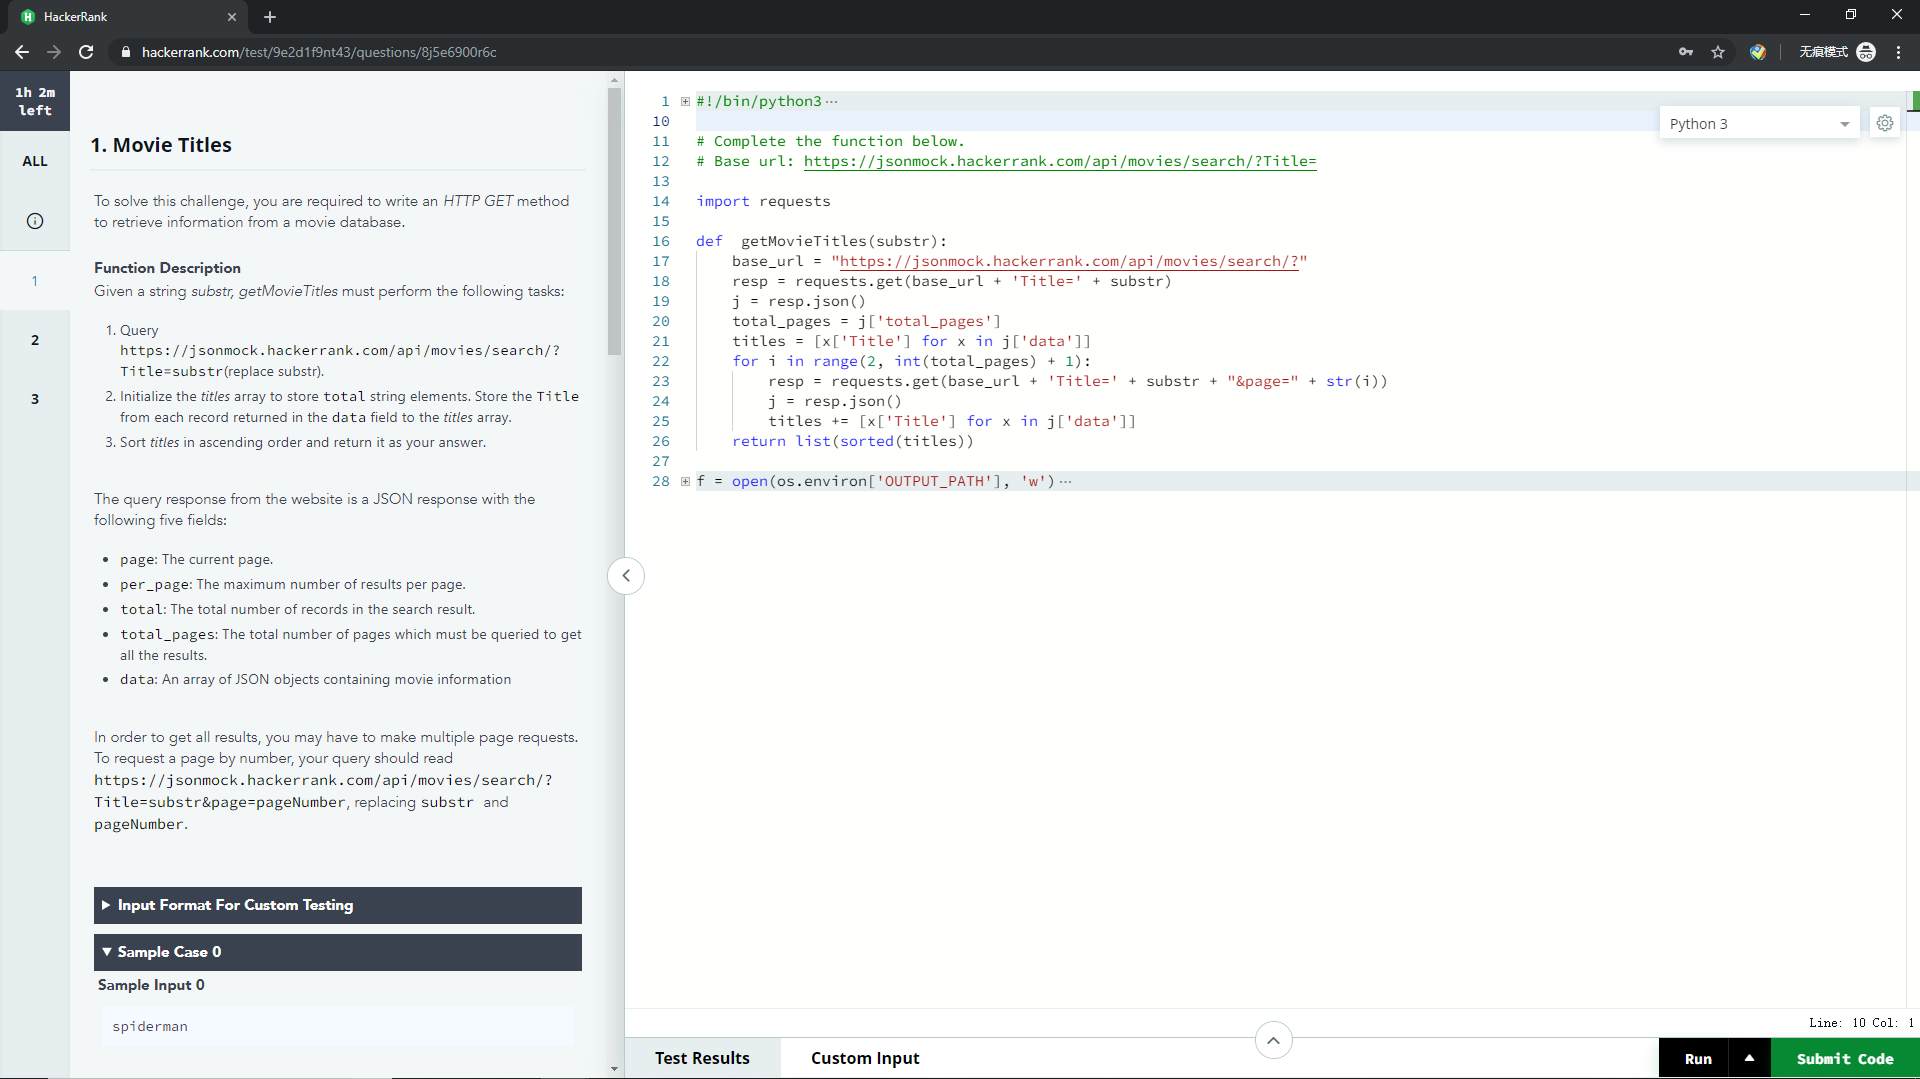 HackerRank
hackerrank.com/test/9e2d1f9nt43/questions/8j5e6900r6c
无痕模式
1h 2m
left
ALL
1
2
3
1. Movie Titles
To solve this challenge, you are required to write an HTTP GET method
to retrieve information from a movie database.
Function Description
Given a string substr, getMovieTitles must perform the following tasks:
1. Query
https://jsonmock.hackerrank.com/api/movies/search/?
Title=substr(replace substr).
2. Initialize the titles array to store total string elements. Store the Title
from each record returned in the data field to the titles array.
3. Sort titles in ascending order and return it as your answer.
The query response from the website is a JSON response with the
following five fields:
• page: The current page.
• per_page: The maximum number of results per page.
• total: The total number of records in the search result.
• total_pages: The total number of pages which must be queried to get
all the results.
• data: An array of JSON objects containing movie information
In order to get all results, you may have to make multiple page requests.
To request a page by number, your query should read
https://jsonmock.hackerrank.com/api/movies/search/?
Title=substr&page=pageNumber, replacing substr and
pageNumber.
Input Format For Custom Testing
Sample Case 0
Sample Input 0
spiderman
Python 3
1 #!/bin/python3 ···
10
11 # Complete the function below.
12 # Base url: https://jsonmock.hackerrank.com/api/movies/search/?Title=
13
14 import requests
15
16 def  getMovieTitles(substr):
17     base_url = "https://jsonmock.hackerrank.com/api/movies/search/?"
18     resp = requests.get(base_url + 'Title=' + substr)
19     j = resp.json()
20     total_pages = j['total_pages']
21     titles = [x['Title'] for x in j['data']]
22     for i in range(2, int(total_pages) + 1):
23         resp = requests.get(base_url + 'Title=' + substr + "&page=" + str(i))
24         j = resp.json()
25         titles += [x['Title'] for x in j['data']]
26     return list(sorted(titles))
27
28 f = open(os.environ['OUTPUT_PATH'], 'w') ···
Line: 10 Col: 1
Test Results
Custom Input
Run
Submit Code